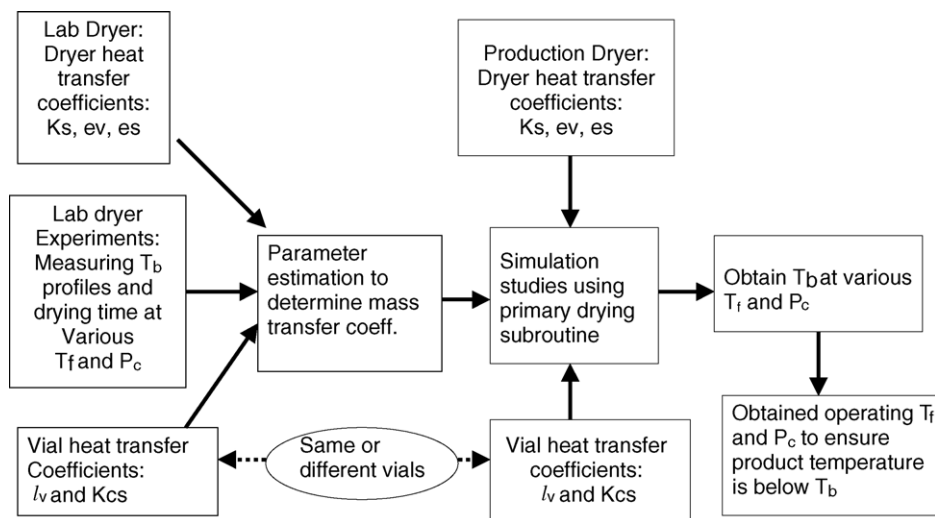 Lab Dryer:
Dryer heat
transfer
coefficients:
Ks, ev, es
Production Dryer:
Dryer heat transfer
coefficients:
Ks, ev, es
Lab dryer
Experiments:
Measuring Tb
profiles and
drying time at
Various
Tf and Pc
Parameter
estimation to
determine mass
transfer coeff.
Simulation
studies using
primary drying
subroutine
Obtain Tb at various
Tf and Pc
Vial heat transfer
Coefficients:
lv and Kcs
Same or
different vials
Vial heat transfer
coefficients:
lv and Kcs
Obtained operating Tf
and Pc to ensure
product temperature
is below Tb